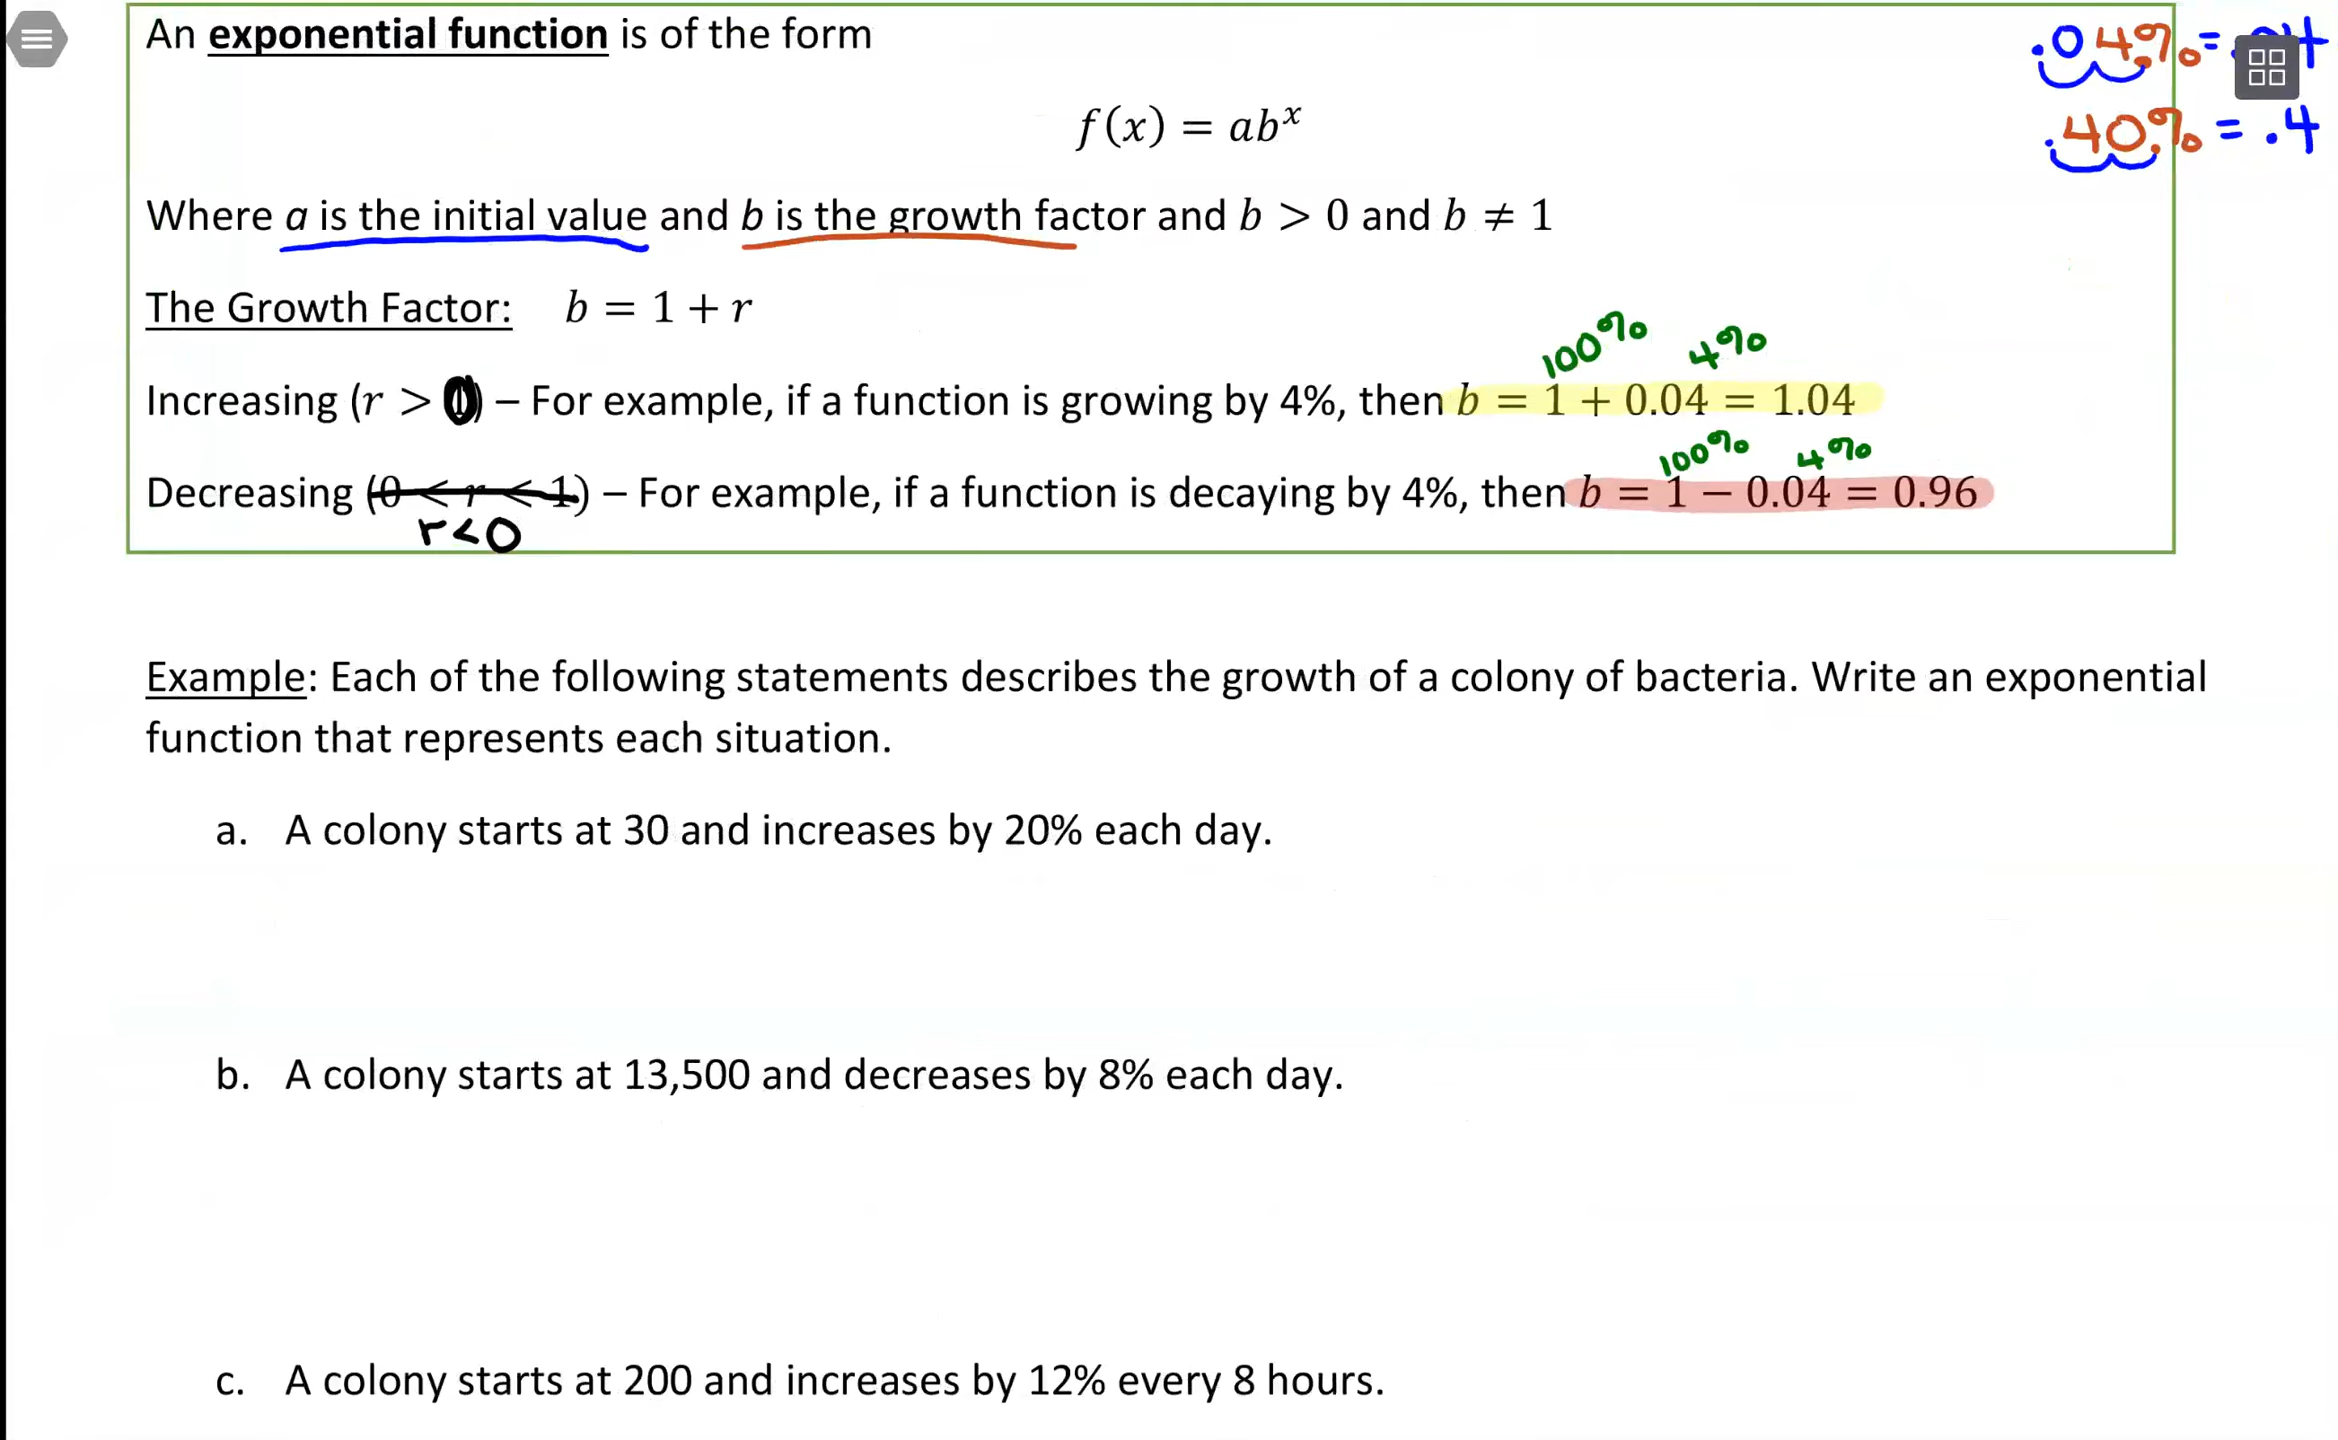 An exponential function is of the form
.04%= .04
f(x) = abˣ
.40%= .4
Where a is the initial value and b is the growth factor and b > 0 and b ≠ 1
The Growth Factor: b = 1 + r
100% 4%
Increasing (r > 0) – For example, if a function is growing by 4%, then b = 1 + 0.04 = 1.04
100% 4%
Decreasing (0 < r < 1) – For example, if a function is decaying by 4%, then b = 1 − 0.04 = 0.96
r<0
Example: Each of the following statements describes the growth of a colony of bacteria. Write an exponential
function that represents each situation.
a. A colony starts at 30 and increases by 20% each day.
b. A colony starts at 13,500 and decreases by 8% each day.
c. A colony starts at 200 and increases by 12% every 8 hours.